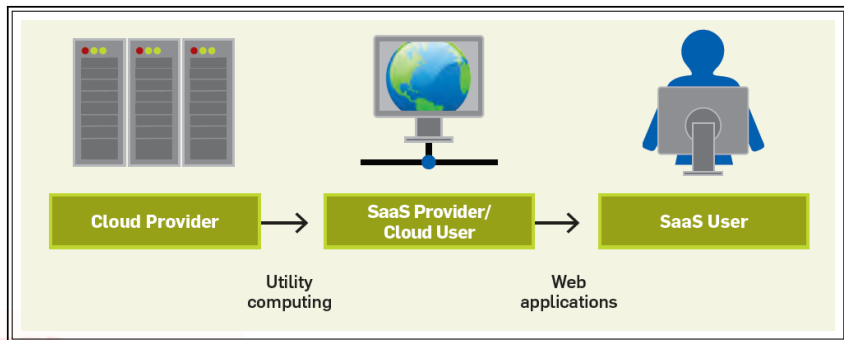 Cloud Provider
SaaS Provider/
Cloud User
SaaS User
Utility
computing
Web
applications